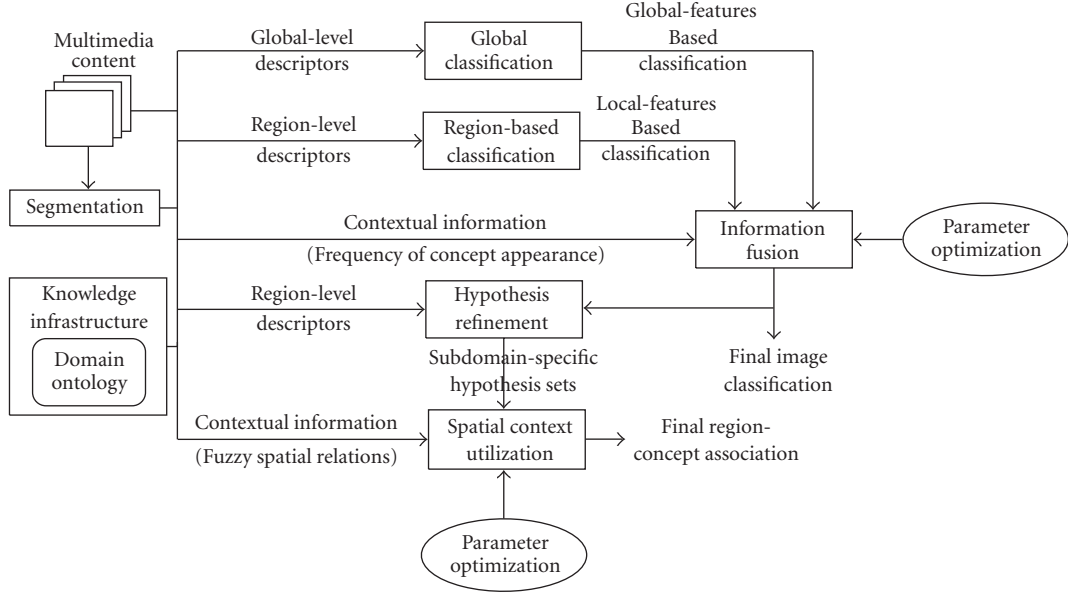 Multimedia
content
Segmentation
Knowledge
infrastructure
Domain
ontology
Global-level
descriptors
Global
classification
Global-features
Based
classification
Region-level
descriptors
Region-based
classification
Local-features
Based
classification
Contextual information
(Frequency of concept appearance)
Information
fusion
Parameter
optimization
Region-level
descriptors
Hypothesis
refinement
Final image
classification
Subdomain-specific
hypothesis sets
Contextual information
(Fuzzy spatial relations)
Spatial context
utilization
Final region-
concept association
Parameter
optimization